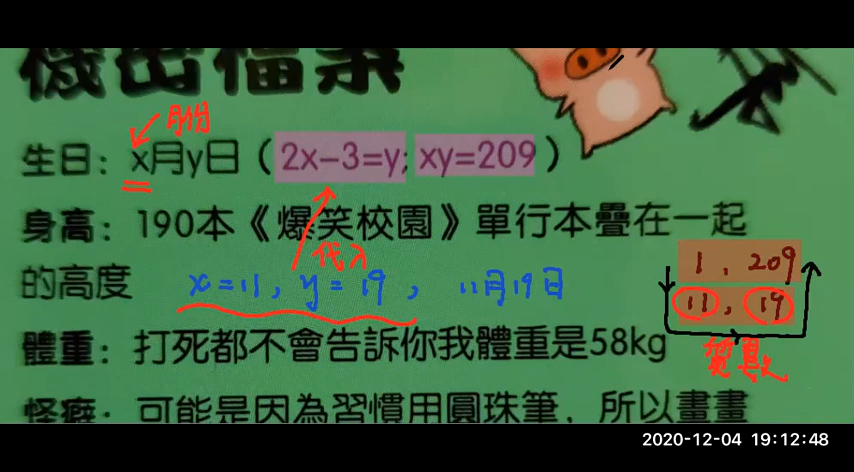 機密檔案
月份
生日：x月y日（2x-3=y; xy=209）
身高：190本《爆笑校園》單行本疊在一起
代入
的高度
x=11, y=19, 11月19日
1, 209
11, 19
質數
體重：打死都不會告訴你我體重是58kg
怪癖：可能是因為習慣用圓珠筆，所以畫畫
2020-12-04 19:12:48